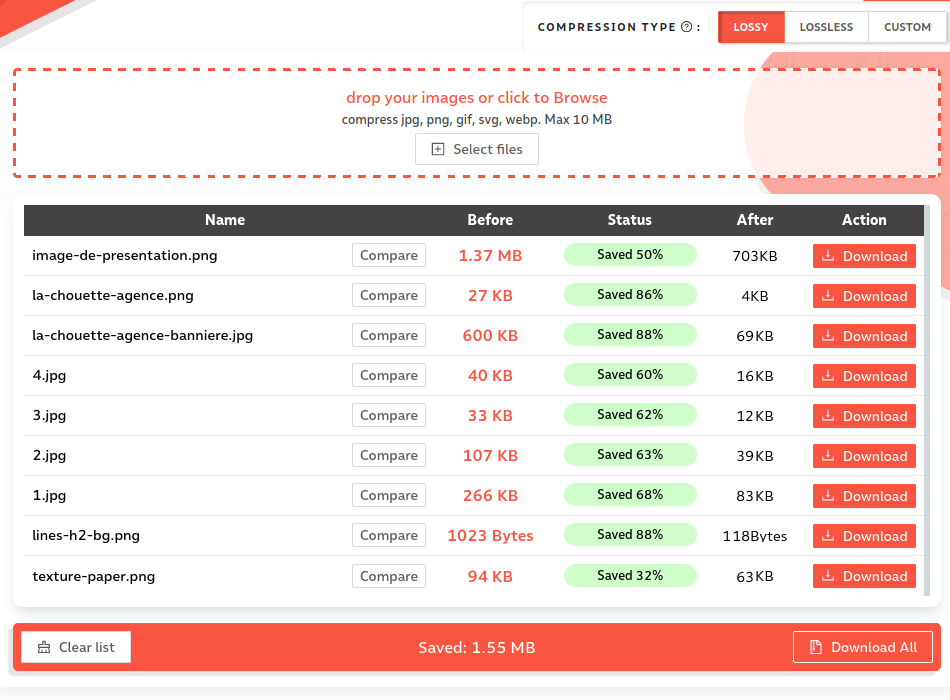 COMPRESSION TYPE ? : LOSSY LOSSLESS CUSTOM
drop your images or click to Browse
compress jpg, png, gif, svg, webp. Max 10 MB
Select files
Name Before Status After Action
image-de-presentation.png Compare 1.37 MB Saved 50% 703KB Download
la-chouette-agence.png Compare 27 KB Saved 86% 4KB Download
la-chouette-agence-banniere.jpg Compare 600 KB Saved 88% 69KB Download
4.jpg Compare 40 KB Saved 60% 16KB Download
3.jpg Compare 33 KB Saved 62% 12KB Download
2.jpg Compare 107 KB Saved 63% 39KB Download
1.jpg Compare 266 KB Saved 68% 83KB Download
lines-h2-bg.png Compare 1023 Bytes Saved 88% 118Bytes Download
texture-paper.png Compare 94 KB Saved 32% 63KB Download
Clear list Saved: 1.55 MB Download All